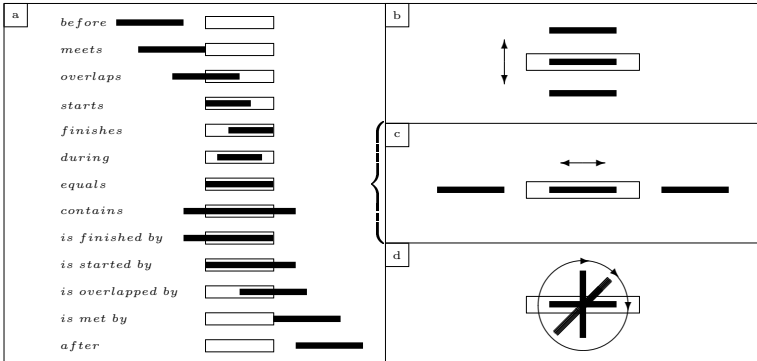 a
before
meets
overlaps
starts
finishes
during
equals
contains
is finished by
is started by
is overlapped by
is met by
after
b
c
d